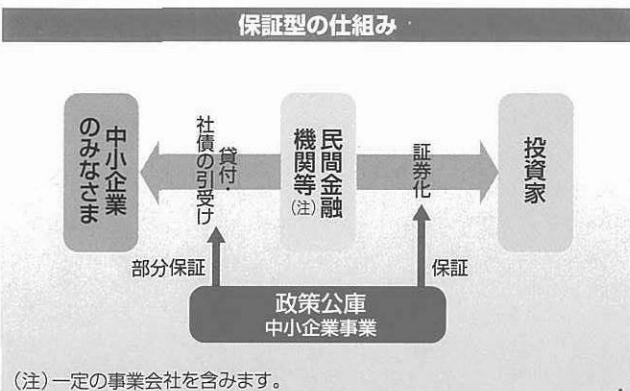 保証型の仕組み
中小企業
のみなさま
貸付・
社債の引受け
民間金融
機関等
(注)
証券化
投資家
部分保証
保証
政策公庫
中小企業事業
(注)一定の事業会社を含みます。